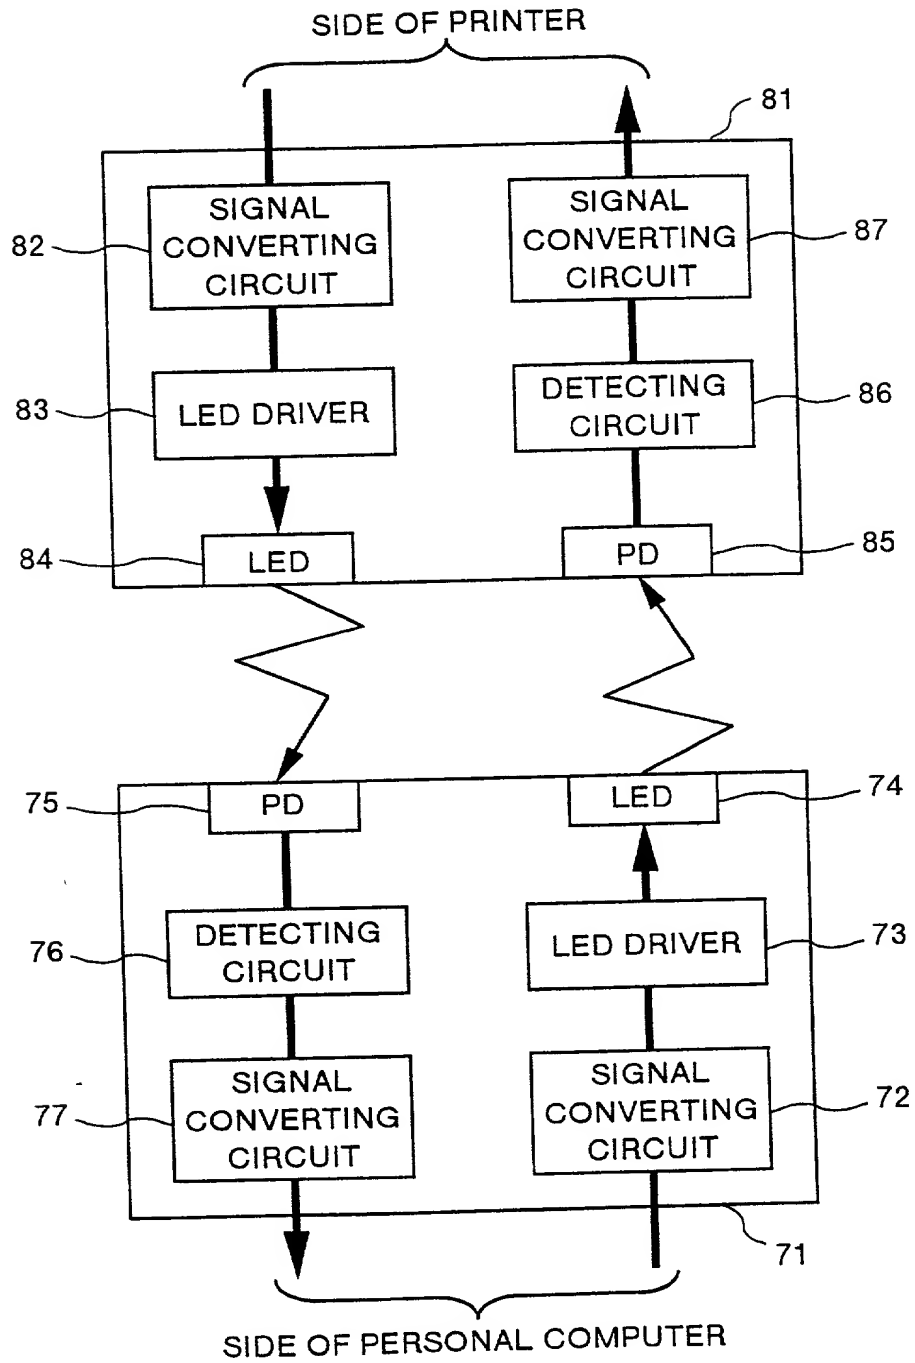 SIDE OF PRINTER
81
SIGNAL
CONVERTING
CIRCUIT
82
SIGNAL
CONVERTING
CIRCUIT
87
83
LED DRIVER
DETECTING
CIRCUIT
86
84
LED
PD
85
75
PD
LED
74
76
DETECTING
CIRCUIT
LED DRIVER
73
77
SIGNAL
CONVERTING
CIRCUIT
SIGNAL
CONVERTING
CIRCUIT
72
71
SIDE OF PERSONAL COMPUTER